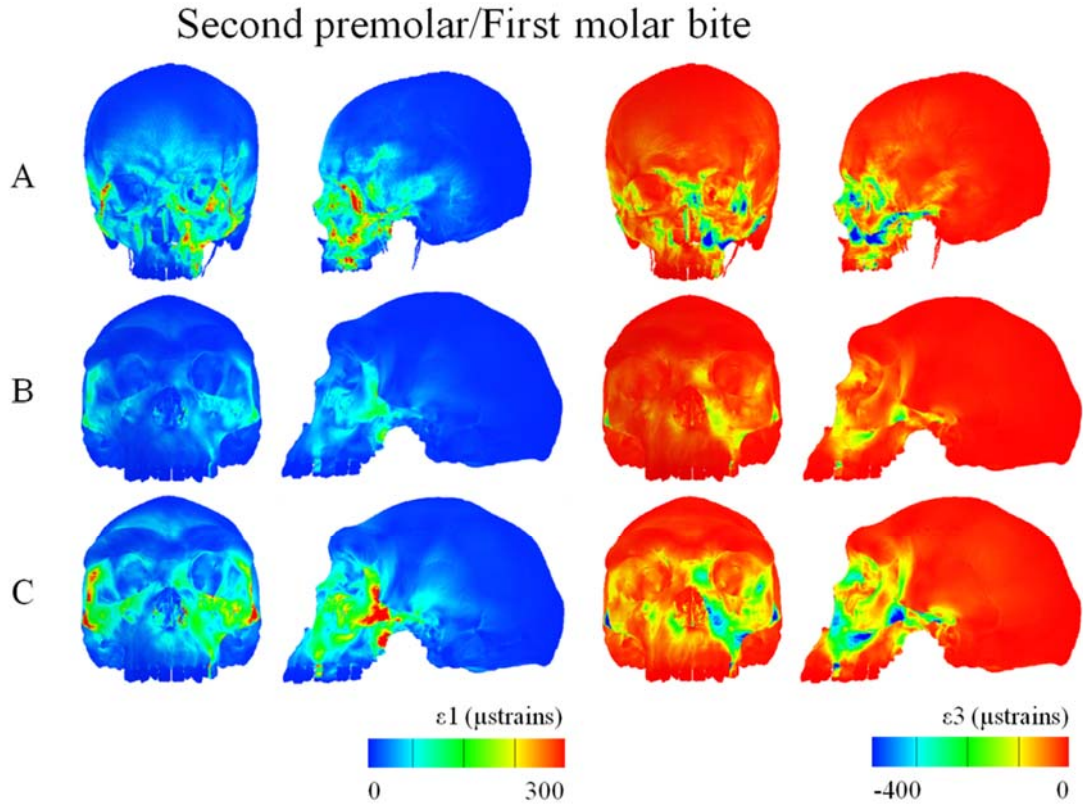 Second premolar/First molar bite
A
B
C
ε1 (µstrains)
0 300
ε3 (µstrains)
-400 0